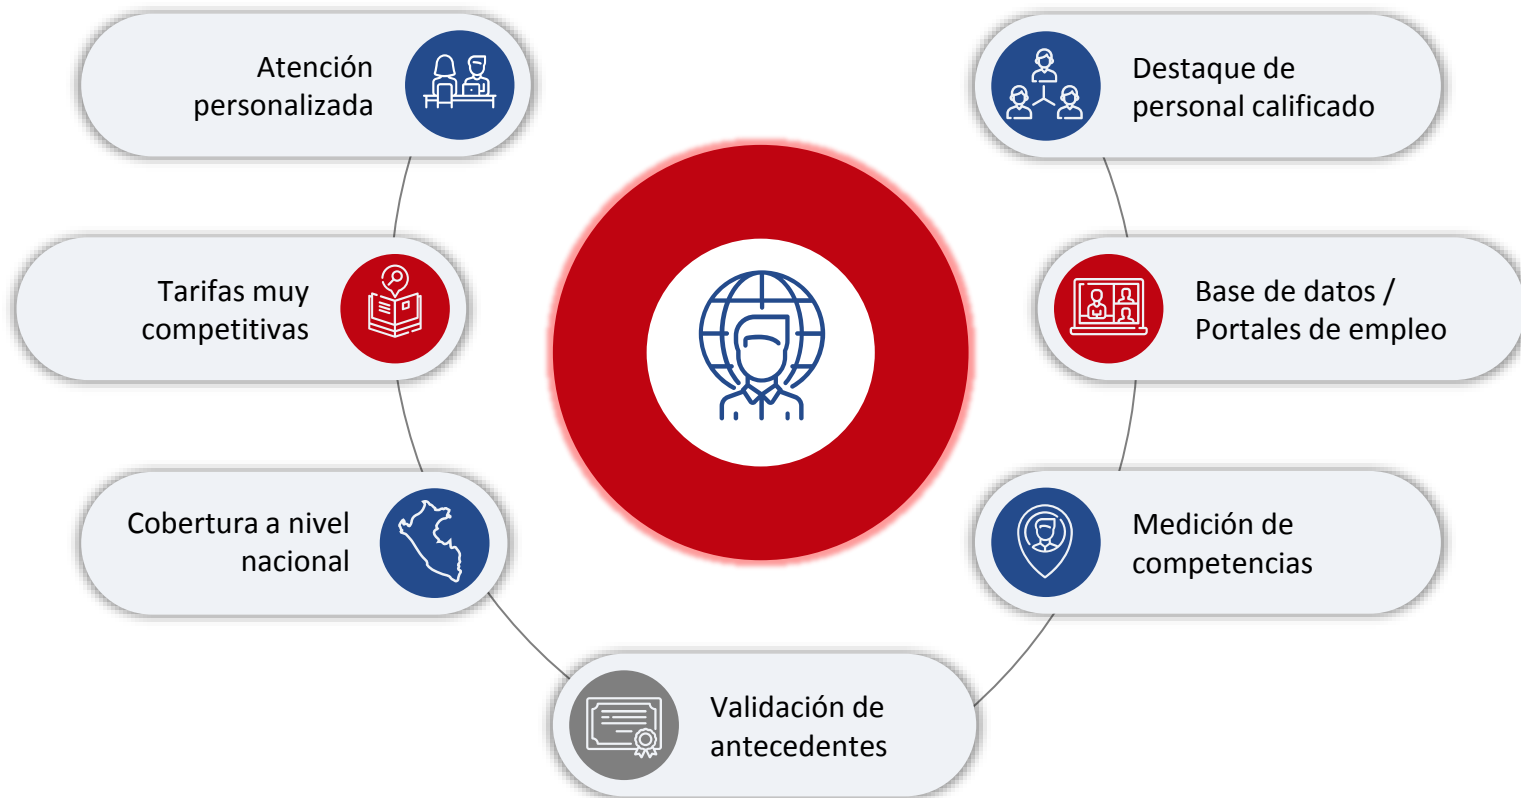 Atención
personalizada
Tarifas muy
competitivas
Cobertura a nivel
nacional
Validación de
antecedentes
Destaque de
personal calificado
Base de datos /
Portales de empleo
Medición de
competencias